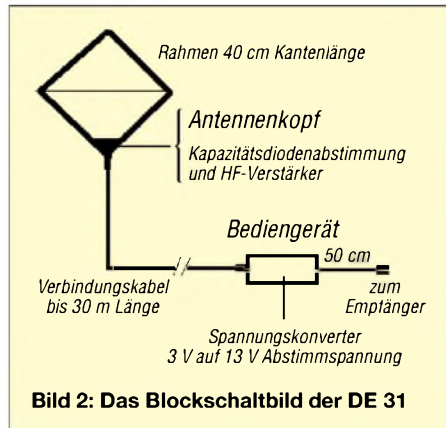 Rahmen 40 cm Kantenlänge
Antennenkopf
Kapazitätsdiodenabstimmung
und HF-Verstärker
Bediengerät
50 cm
Verbindungskabel
bis 30 m Länge
zum
Empfänger
Spannungskonverter
3 V auf 13 V Abstimmspannung
Bild 2: Das Blockschaltbild der DE 31